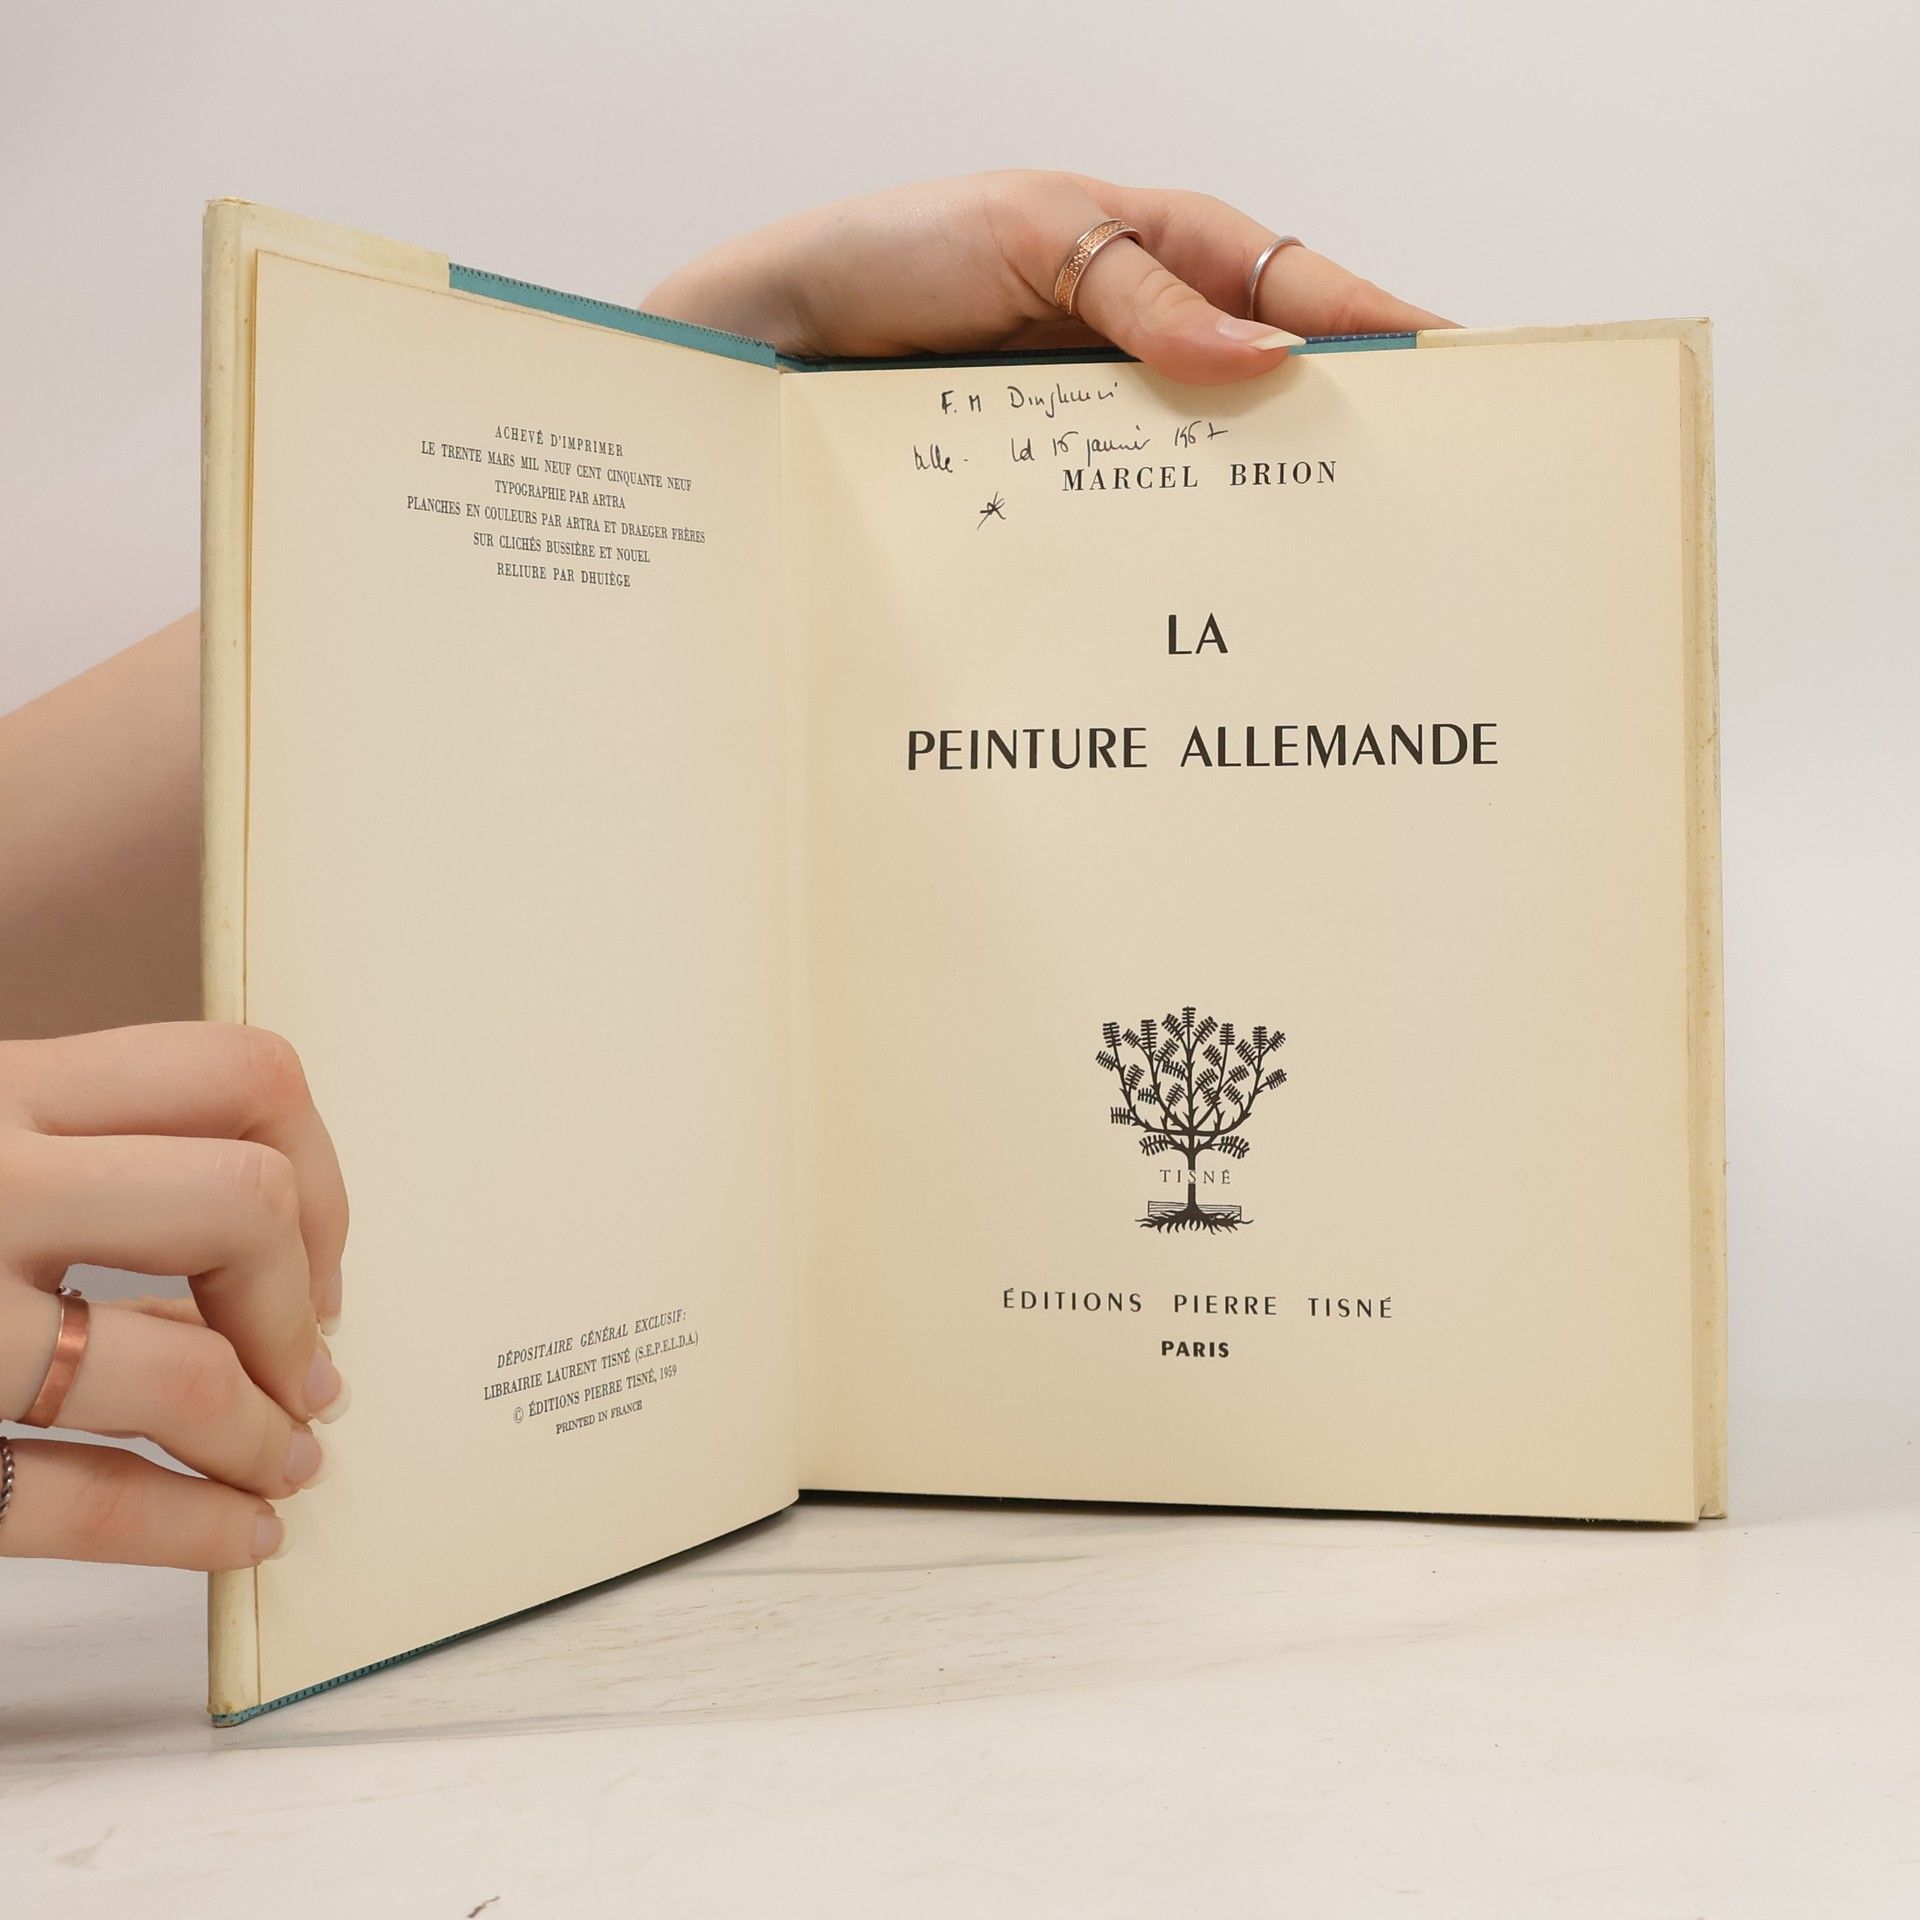 ACHEVÉ D'IMPRIMER
LE TRENTE MARS MIL NEUF CENT CINQUANTE NEUF
TYPOGRAPHIE PAR ARTRA
PLANCHES EN COULEURS PAR ARTRA ET DRAEGER FRÈRES
SUR CLICHÉS BUSSIÈRE ET NOUEL
RELIURE PAR DHUIÈGE
DÉPOSITAIRE GÉNÉRAL EXCLUSIF:
LIBRAIRIE LAURENT TISNÉ (S.E.P.E.L.D.A.)
© ÉDITIONS PIERRE TISNÉ, 1959
PRINTED IN FRANCE
F. M
janvier 1967
MARCEL BRION
LA
PEINTURE ALLEMANDE
TISNÉ
ÉDITIONS PIERRE TISNÉ
PARIS